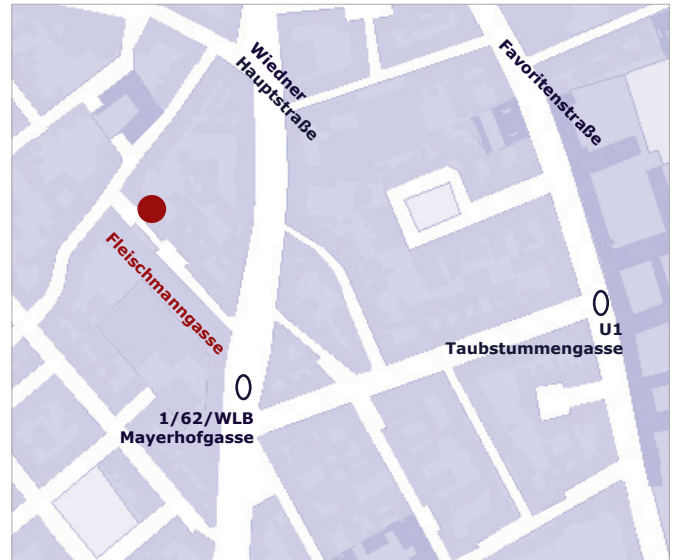 Wiedner
Hauptstraße
Favoritenstraße
Fleischmanngasse
U1
Taubstummengasse
1/62/WLB
Mayerhofgasse